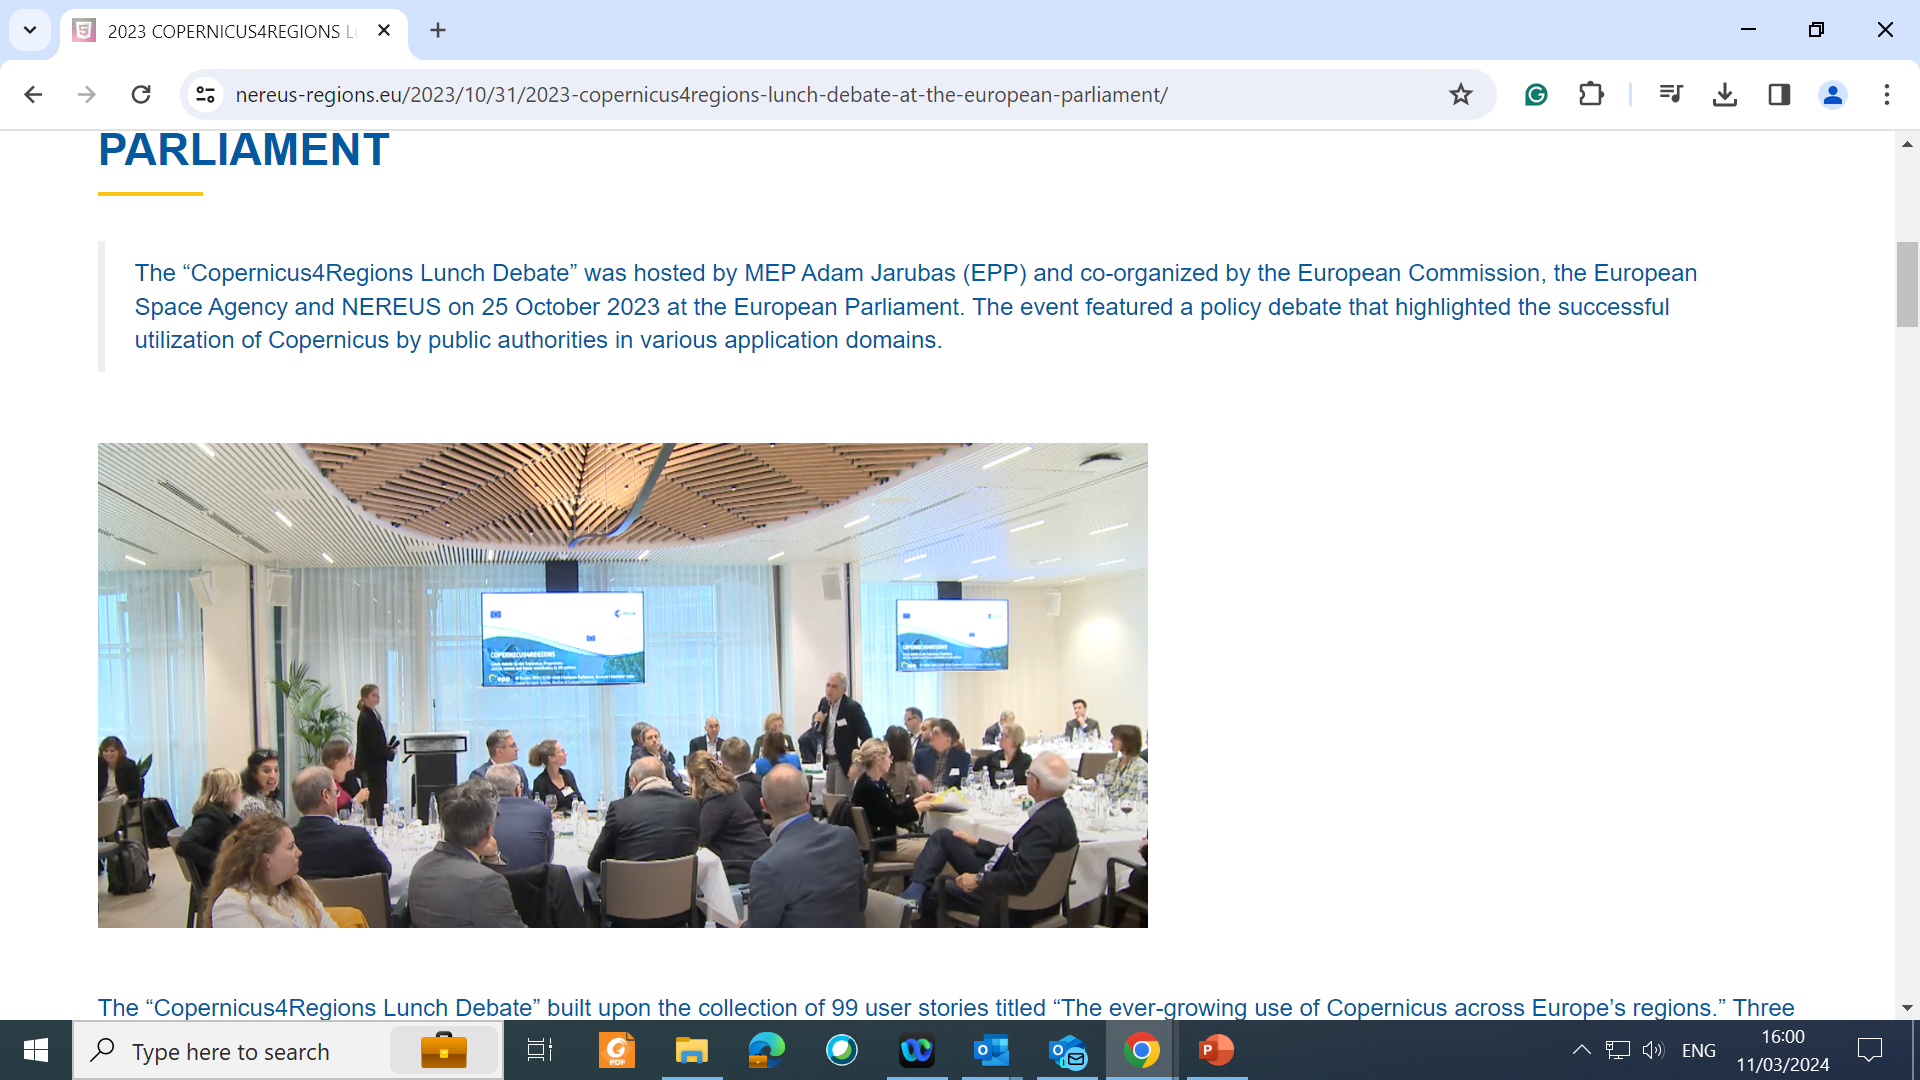 2023 COPERNICUS4REGIONS L
nereus-regions.eu/2023/10/31/2023-copernicus4regions-lunch-debate-at-the-european-parliament/
PARLIAMENT
The “Copernicus4Regions Lunch Debate” was hosted by MEP Adam Jarubas (EPP) and co-organized by the European Commission, the European
Space Agency and NEREUS on 25 October 2023 at the European Parliament. The event featured a policy debate that highlighted the successful
utilization of Copernicus by public authorities in various application domains.
COPERNICUS4REGIONS
epp
COPERNICUS4REGIONS
The “Copernicus4Regions Lunch Debate” built upon the collection of 99 user stories titled “The ever-growing use of Copernicus across Europe’s regions.” Three
Type here to search
PDF
ENG
16:00
11/03/2024